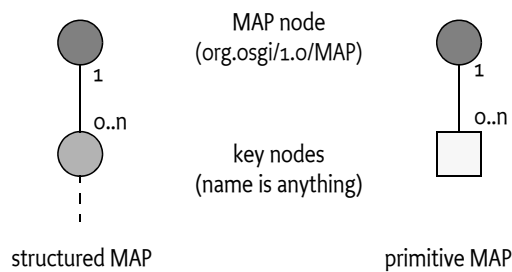 MAP node
(org.osgi/1.0/MAP)
1
1
0..n
0..n
key nodes
(name is anything)
structured MAP
primitive MAP